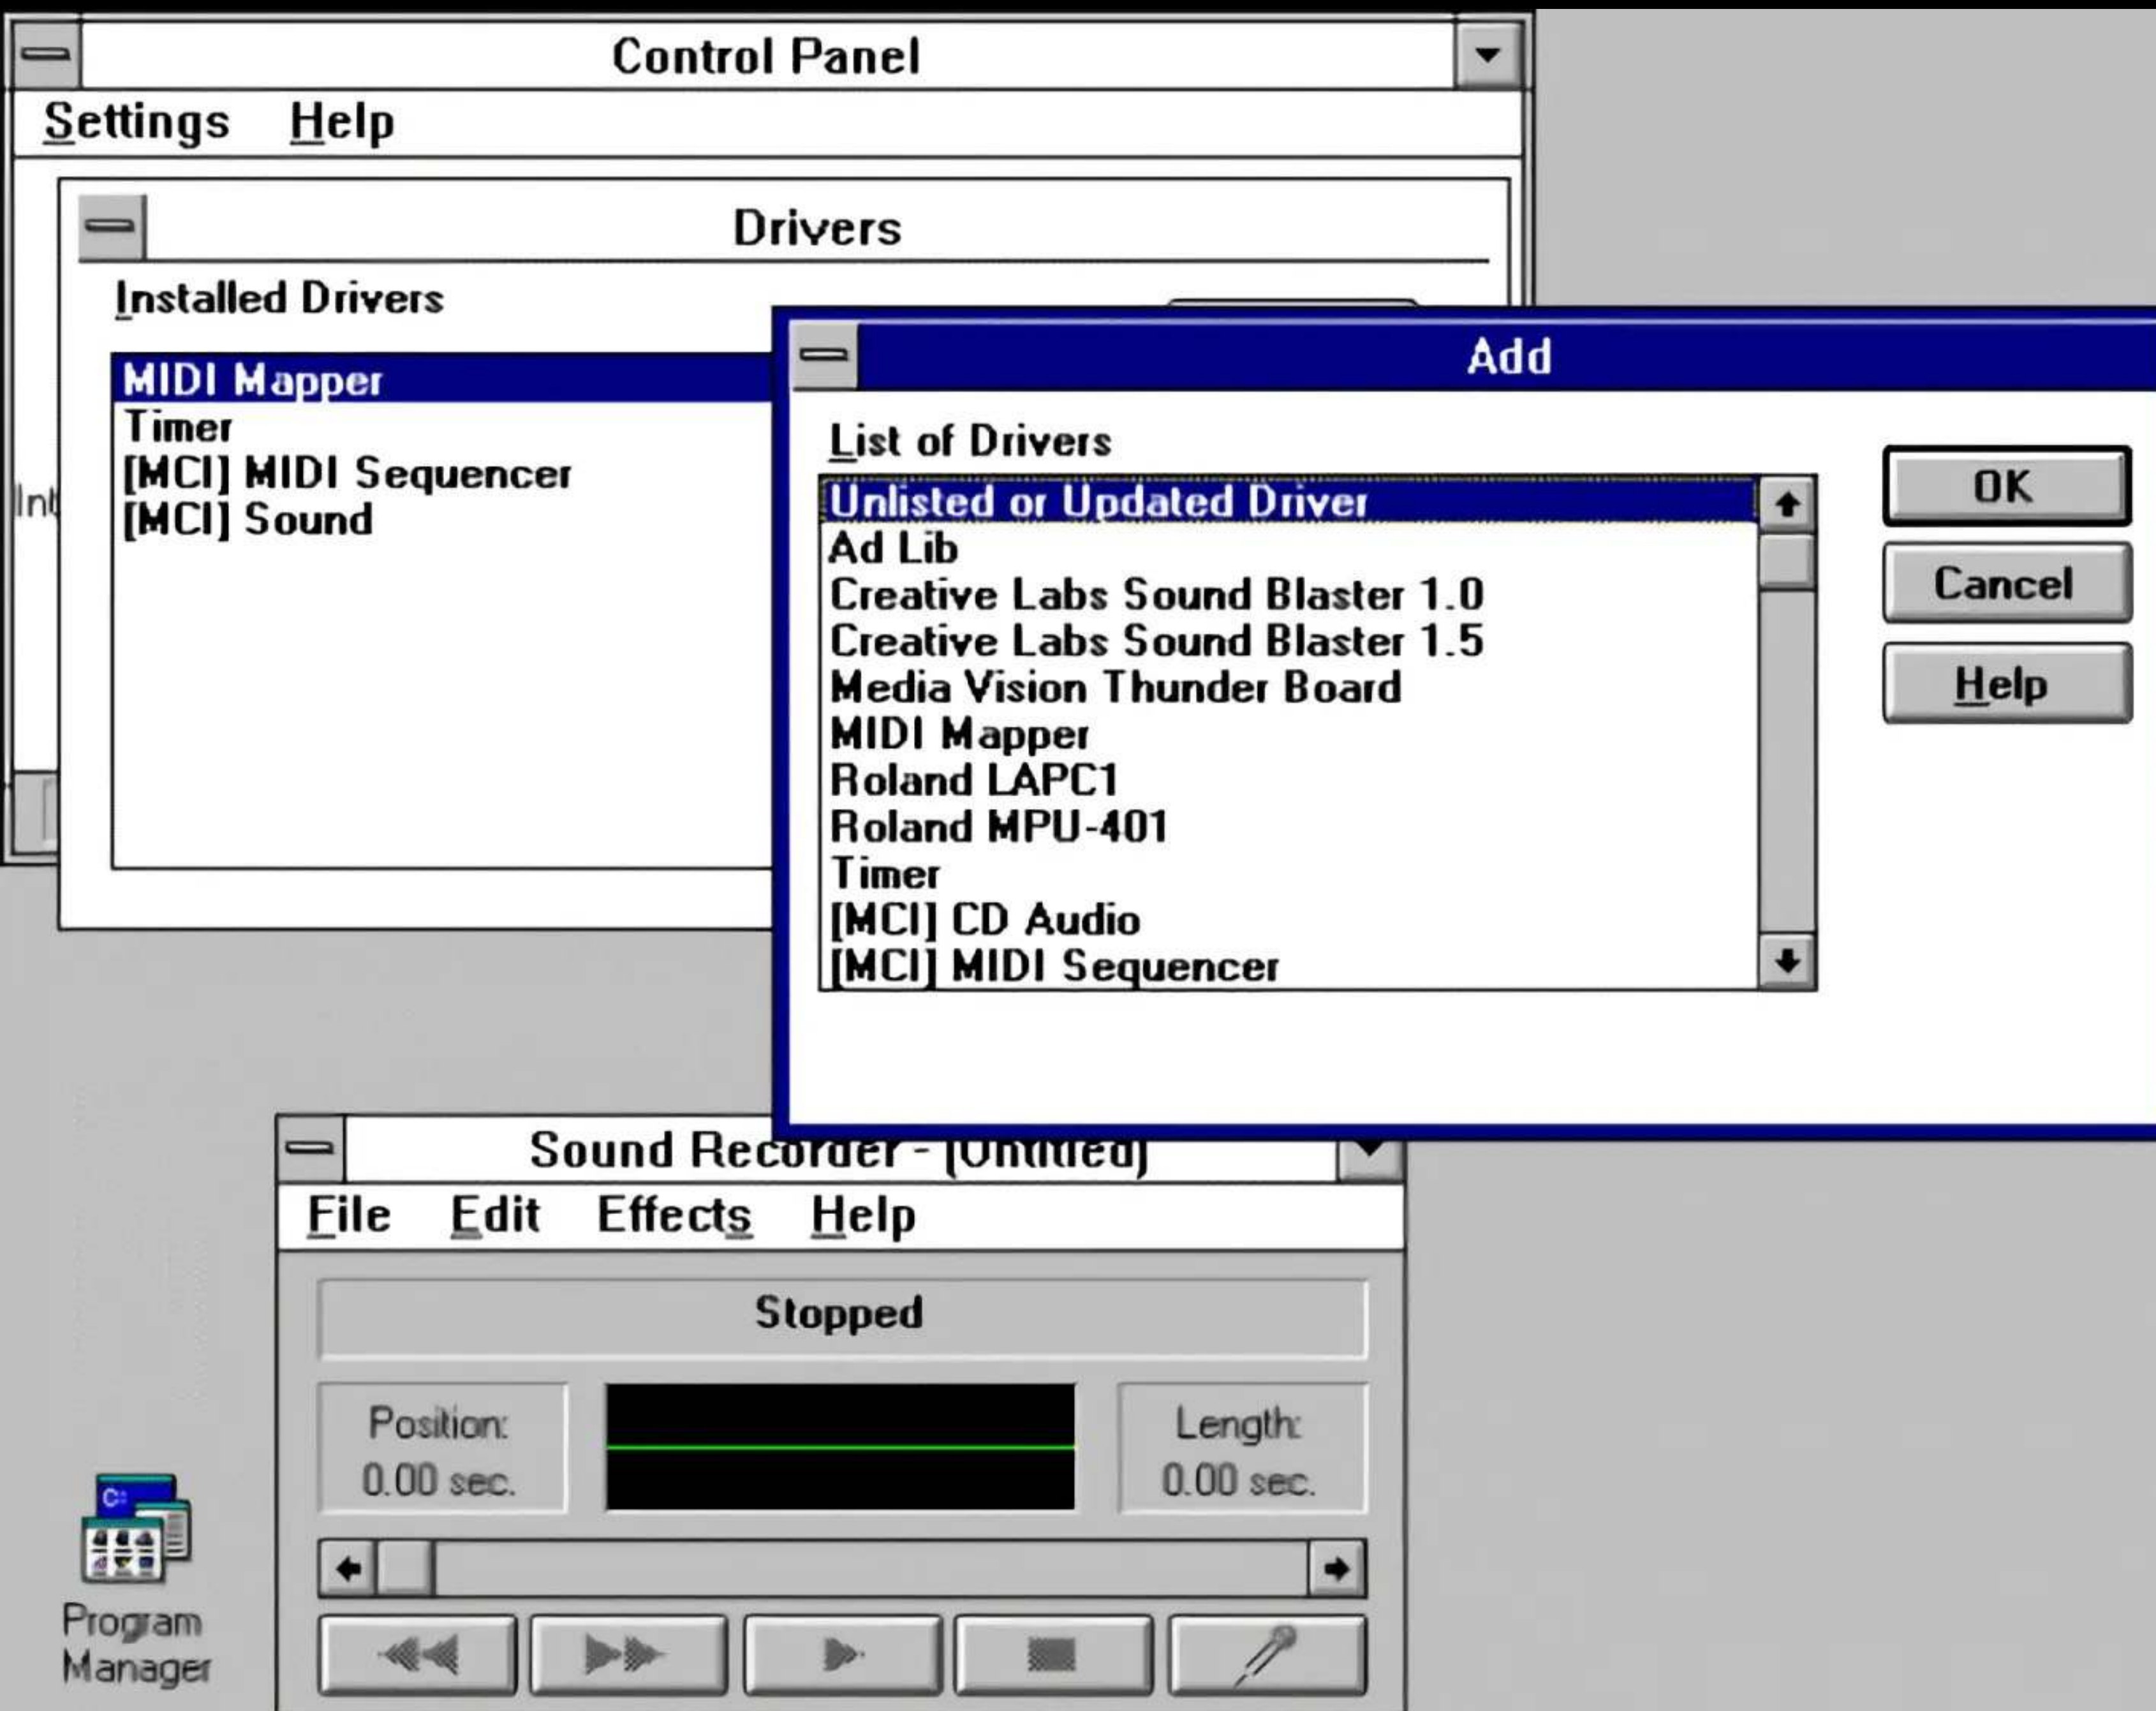 Control Panel
Settings Help
Drivers
Installed Drivers
MIDI Mapper
Timer
[MCI] MIDI Sequencer
[MCI] Sound
Add
List of Drivers
Unlisted or Updated Driver
Ad Lib
Creative Labs Sound Blaster 1.0
Creative Labs Sound Blaster 1.5
Media Vision Thunder Board
MIDI Mapper
Roland LAPC1
Roland MPU-401
Timer
[MCI] CD Audio
[MCI] MIDI Sequencer
OK
Cancel
Help
Sound Recorder - (Untitled)
File Edit Effects Help
Stopped
Position:
0.00 sec.
Length:
0.00 sec.
C:
Program
Manager